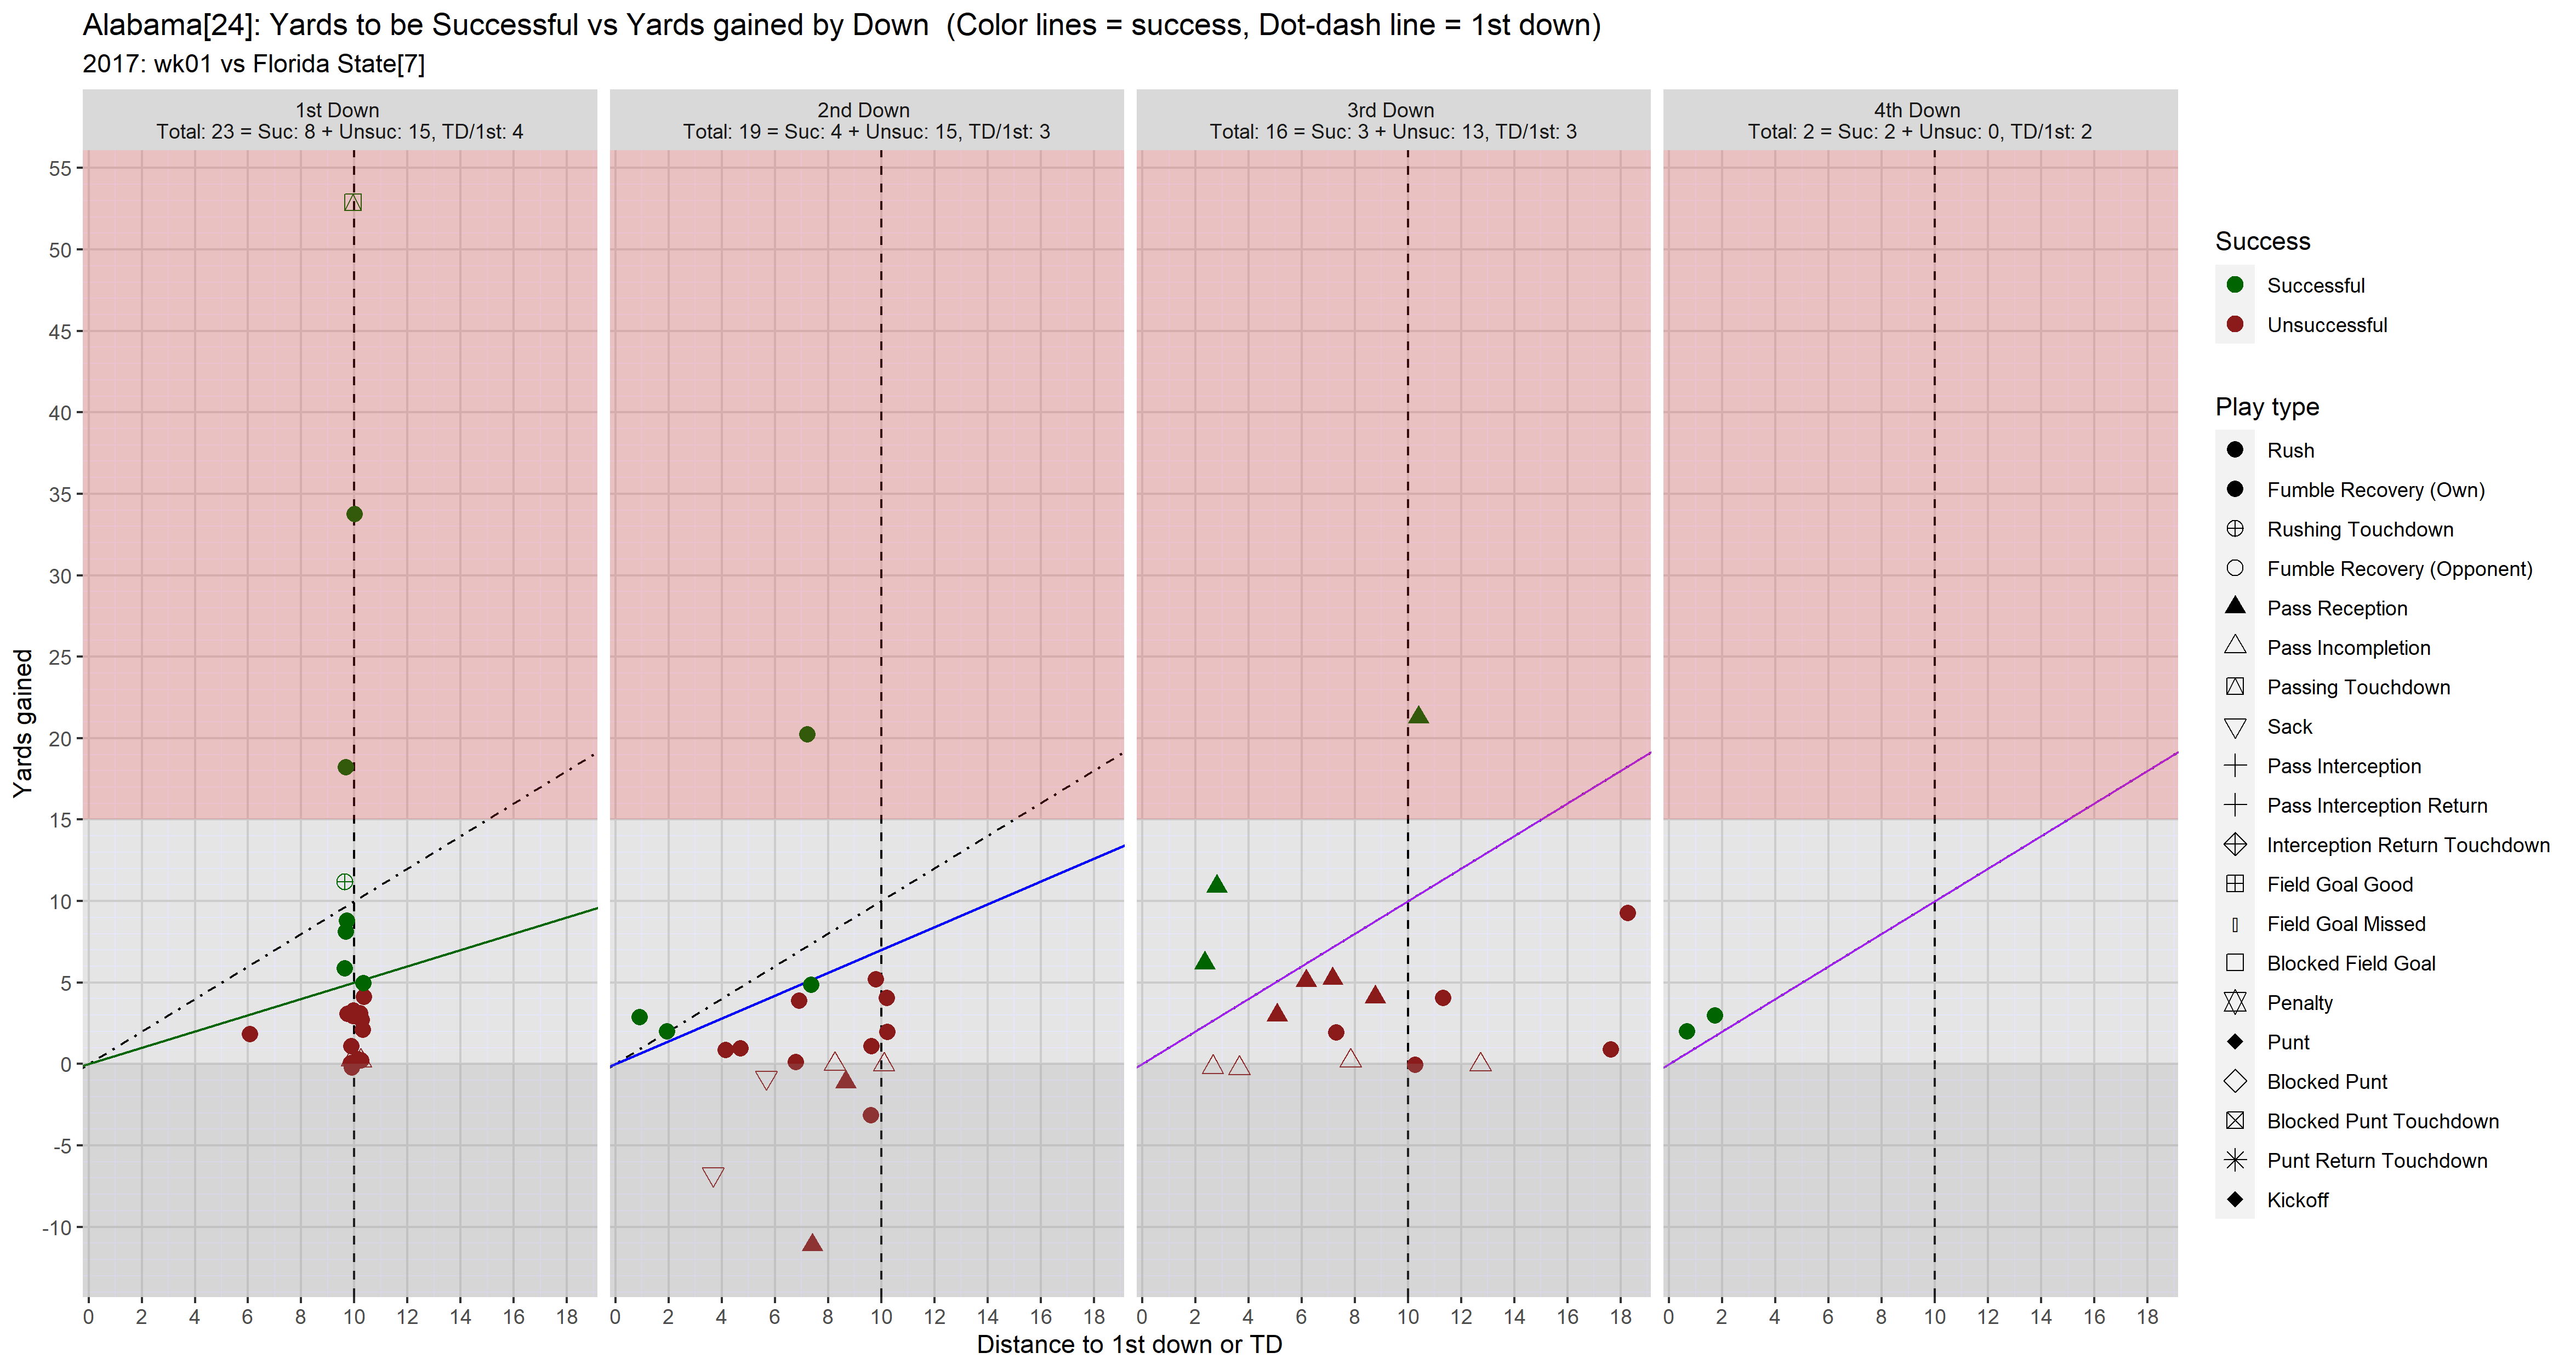 Alabama[24]: Yards to be Successful vs Yards gained by Down  (Color lines = success, Dot-dash line = 1st down)
2017: wk01 vs Florida State[7]
1st Down
Total: 23 = Suc: 8 + Unsuc: 15, TD/1st: 4
2nd Down
Total: 19 = Suc: 4 + Unsuc: 15, TD/1st: 3
3rd Down
Total: 16 = Suc: 3 + Unsuc: 13, TD/1st: 3
4th Down
Total: 2 = Suc: 2 + Unsuc: 0, TD/1st: 2
Yards gained
55
50
45
40
35
30
25
20
15
10
5
0
-5
-10
0 2 4 6 8 10 12 14 16 18
0 2 4 6 8 10 12 14 16 18
0 2 4 6 8 10 12 14 16 18
0 2 4 6 8 10 12 14 16 18
Distance to 1st down or TD
Success
Successful
Unsuccessful
Play type
Rush
Fumble Recovery (Own)
Rushing Touchdown
Fumble Recovery (Opponent)
Pass Reception
Pass Incompletion
Passing Touchdown
Sack
Pass Interception
Pass Interception Return
Interception Return Touchdown
Field Goal Good
Field Goal Missed
Blocked Field Goal
Penalty
Punt
Blocked Punt
Blocked Punt Touchdown
Punt Return Touchdown
Kickoff